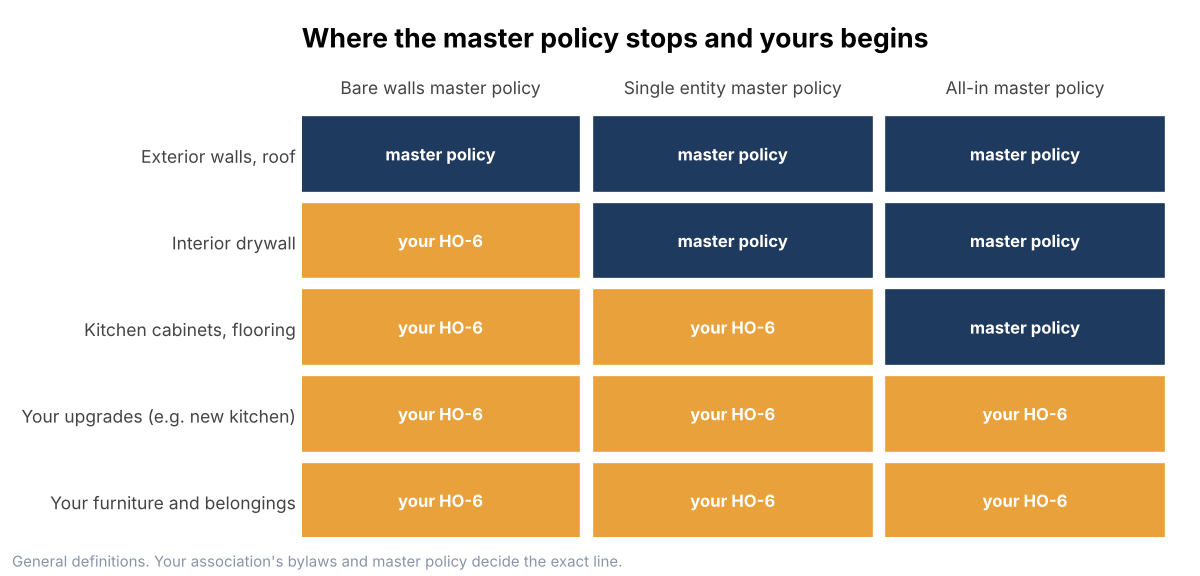 Where the master policy stops and yours begins
Bare walls master policy Single entity master policy All-in master policy
Exterior walls, roof master policy master policy master policy
Interior drywall your HO-6 master policy master policy
Kitchen cabinets, flooring your HO-6 your HO-6 master policy
Your upgrades (e.g. new kitchen) your HO-6 your HO-6 your HO-6
Your furniture and belongings your HO-6 your HO-6 your HO-6
General definitions. Your association's bylaws and master policy decide the exact line.